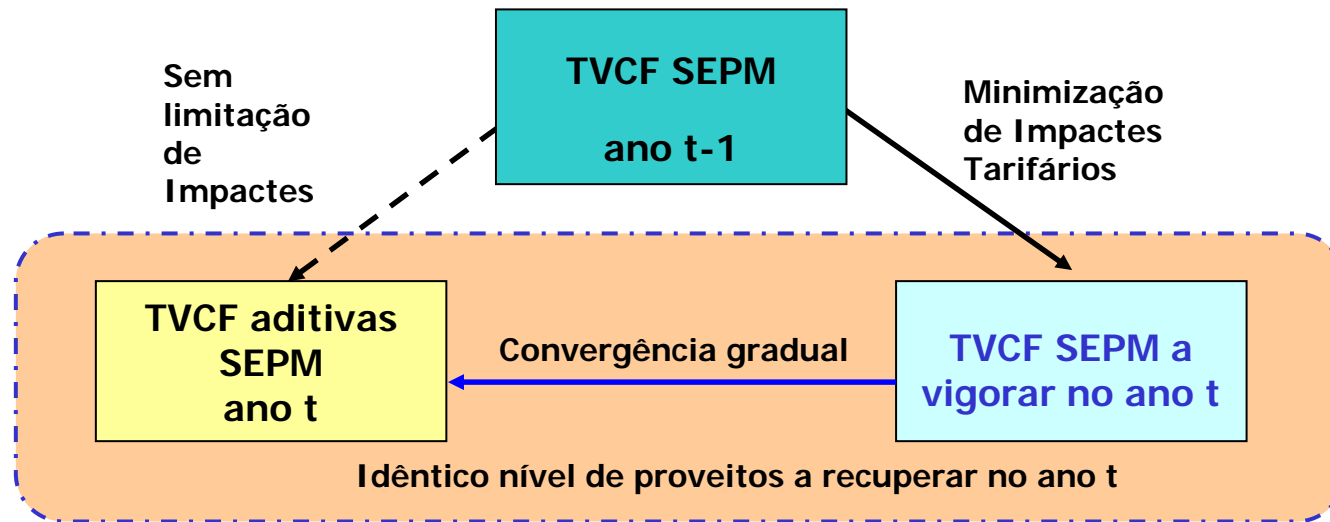 TVCF SEPM
ano t-1
Sem
limitação
de
Impactes
Minimização
de Impactes
Tarifários
TVCF aditivas
SEPM
ano t
Convergência gradual
TVCF SEPM a
vigorar no ano t
Idêntico nível de proveitos a recuperar no ano t